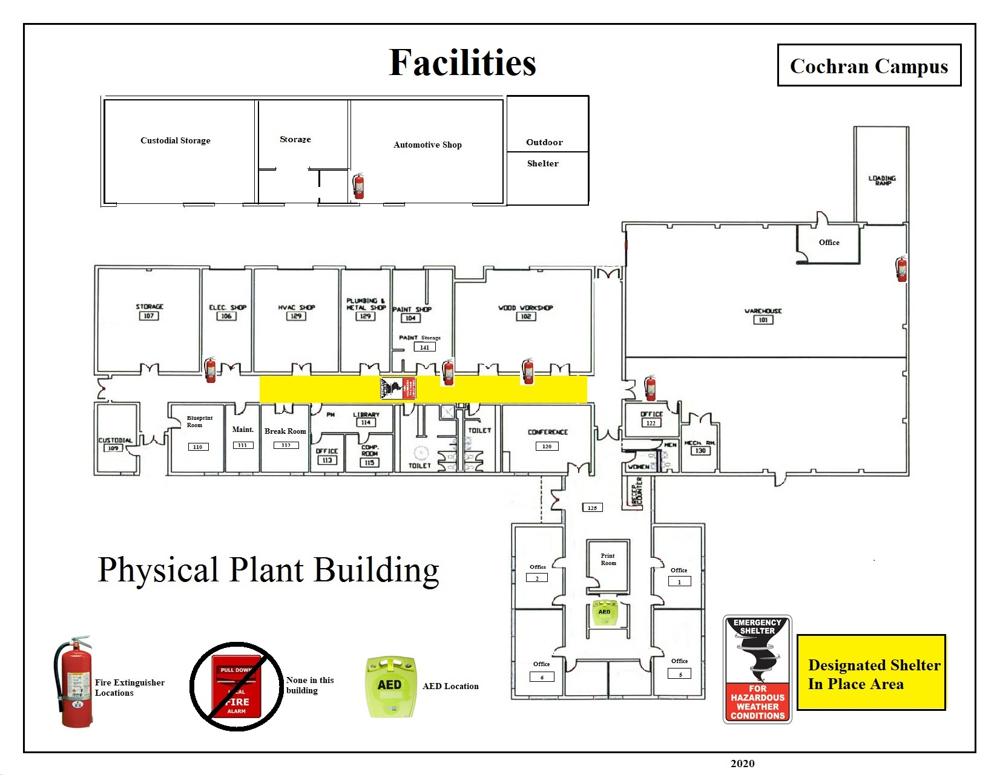 Facilities
Cochran Campus
Custodial Storage
Storage
Automotive Shop
Outdoor
Shelter
LOADING
RAMP
Office
WAREHOUSE
101
STORAGE
107
ELEC. SHOP
106
HVAC SHOP
129
PLUMBING &
METAL SHOP
129
PAINT SHOP
104
PAINT Storage
141
WOOD WORKSHOP
102
CUSTODIAL
109
Blueprint
Room
110
Maint.
111
Break Room
112
PM
LIBRARY
114
OFFICE
113
COMP.
ROOM
115
TOILET
TOILET
CONFERENCE
120
OFFICE
122
MEN
WOMEN
MECH. RM.
130
RECEP.
COUNTER
125
Print
Room
Office
2
Office
1
AED
Office
6
Office
5
Physical Plant Building
Fire Extinguisher
Locations
PULL DOWN
LOCAL
FIRE
ALARM
None in this
building
AED
AED Location
EMERGENCY
SHELTER
FOR
HAZARDOUS
WEATHER
CONDITIONS
Designated Shelter
In Place Area
2020